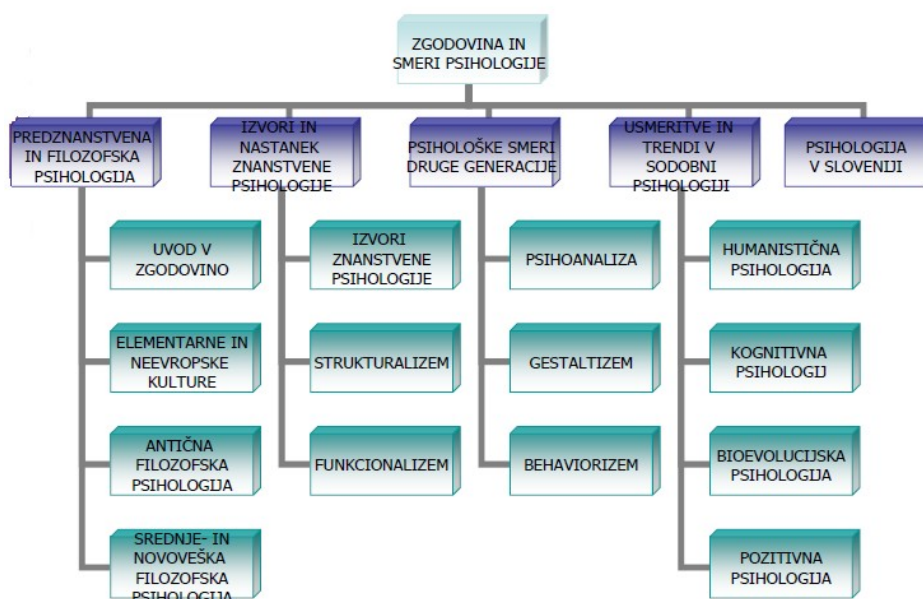 ZGODOVINA IN
SMERI PSIHOLOGIJE
PREDZNANSTVENA
IN FILOZOFSKA
PSIHOLOGIJA
IZVORI IN
NASTANEK
ZNANSTVENE
PSIHOLOGIJE
PSIHOLOŠKE SMERI
DRUGE GENERACIJE
USMERITVE IN
TRENDI V
SODOBNI
PSIHOLOGIJI
PSIHOLOGIJA
V SLOVENIJI
UVOD V
ZGODOVINO
IZVORI
ZNANSTVENE
PSIHOLOGIJE
PSIHOANALIZA
HUMANISTIČNA
PSIHOLOGIJA
ELEMENTARNE IN
NEEVROPSKE
KULTURE
STRUKTURALIZEM
GESTALTIZEM
KOGNITIVNA
PSIHOLOGIJ
ANTIČNA
FILOZOFSKA
PSIHOLOGIJA
FUNKCIONALIZEM
BEHAVIORIZEM
BIOEVOLUCIJSKA
PSIHOLOGIJA
SREDNJE- IN
NOVOVEŠKA
FILOZOFSKA
PSIHOLOGIJA
POZITIVNA
PSIHOLOGIJA